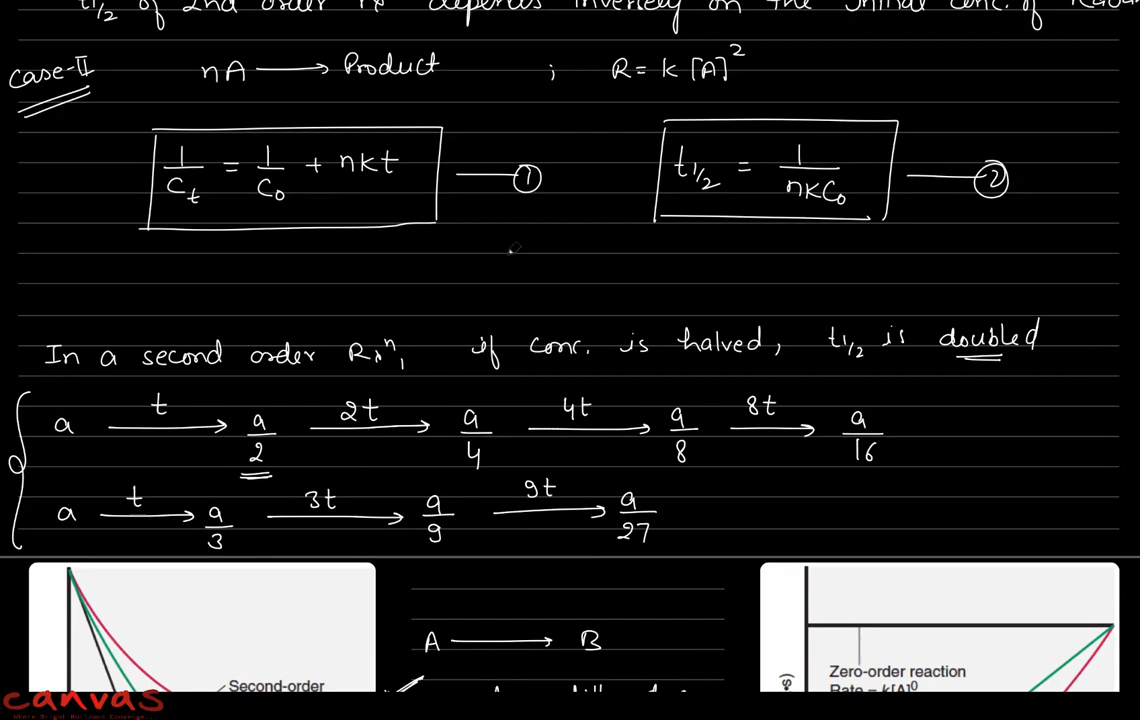 t1/2 of 2nd order Rx depends inversely on the initial conc. of
Case-II nA ⟶ Product ; R = k [A]²
1/Ct = 1/C0 + nkt —— ① t1/2 = 1/nkC0 —— ②
In a second order Rxⁿ, if conc. is halved, t1/2 is doubled
a —t→ a/2 —2t→ a/4 —4t→ a/8 —8t→ a/16
a —t→ a/3 —3t→ a/9 —9t→ a/27
A ⟶ B
Zero-order reaction
Rate = k[A]⁰
Second-order
canvas